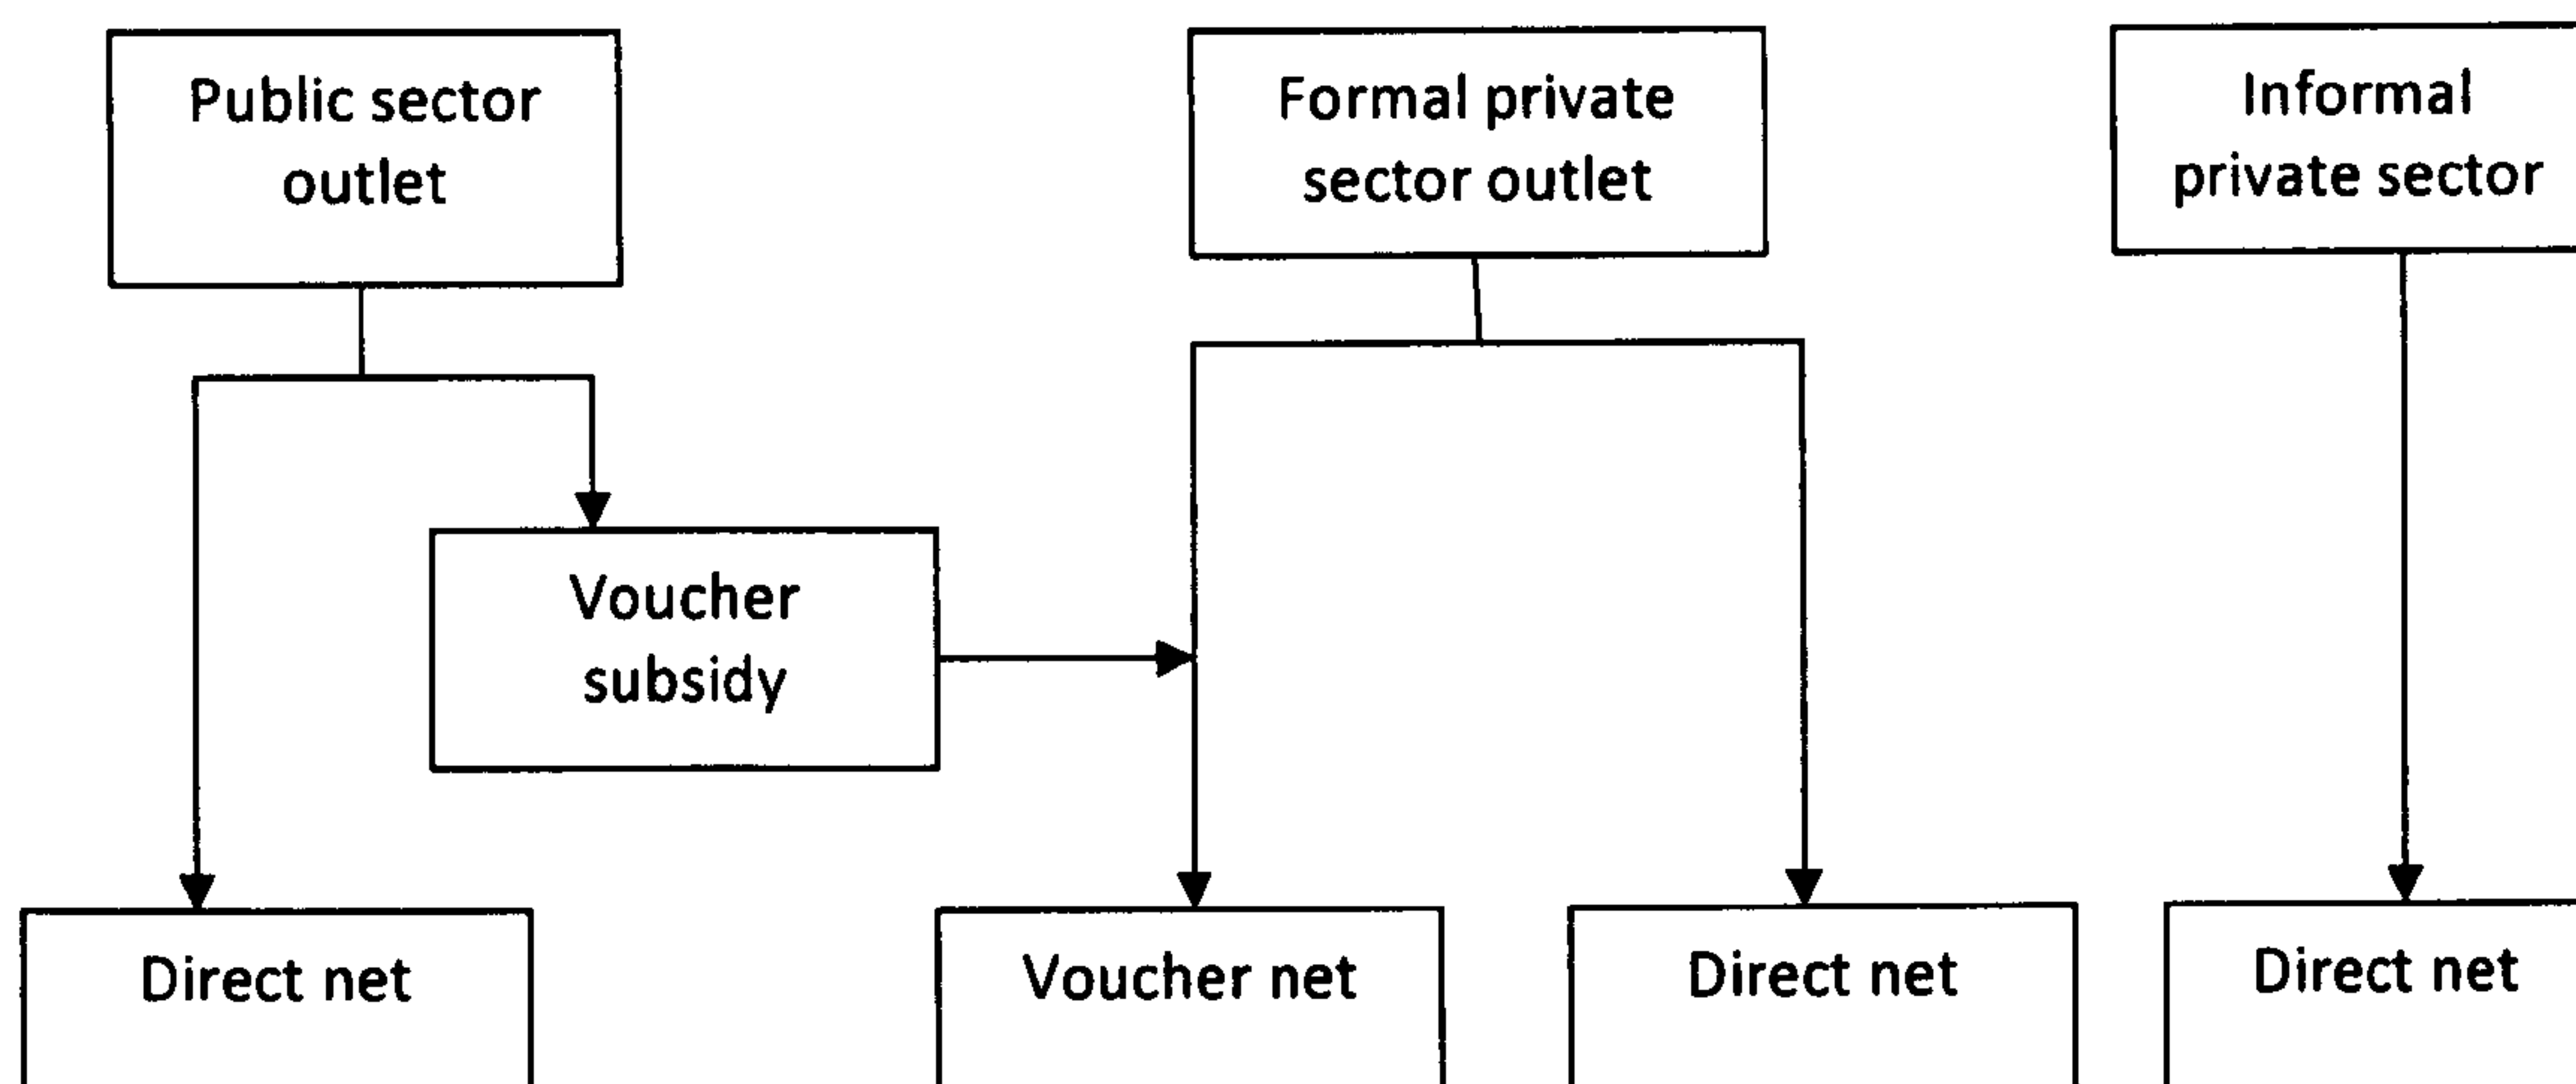 Public sector
outlet
Formal private
sector outlet
Informal
private sector
Voucher
subsidy
Direct net
Voucher net
Direct net
Direct net